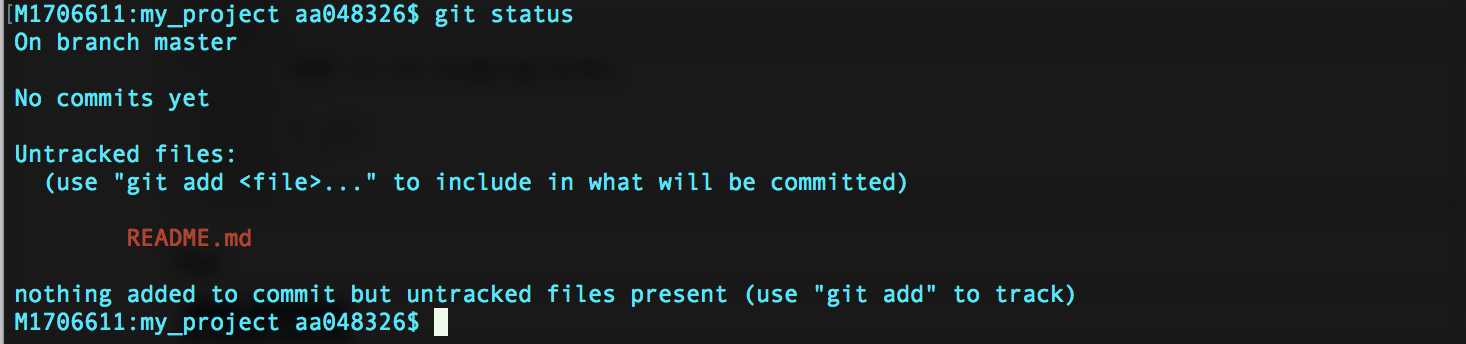 [M1706611:my_project aa048326$ git status
On branch master
No commits yet
Untracked files:
(use "git add <file>..." to include in what will be committed)
README.md
nothing added to commit but untracked files present (use "git add" to track)
M1706611:my_project aa048326$